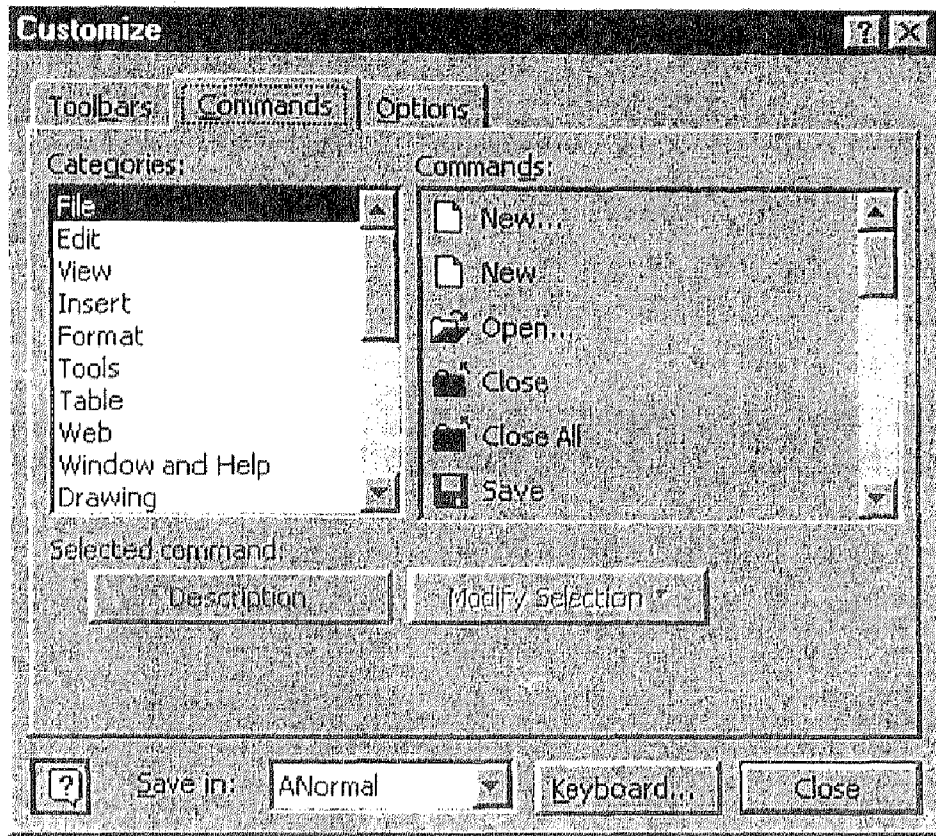 Customize
Toolbars Commands Options
Categories:
File
Edit
View
Insert
Format
Tools
Table
Web
Window and Help
Drawing
Commands:
New...
New
Open...
Close
Close All
Save
Selected command:
Description Modify Selection
Save in: ANormal Keyboard... Close